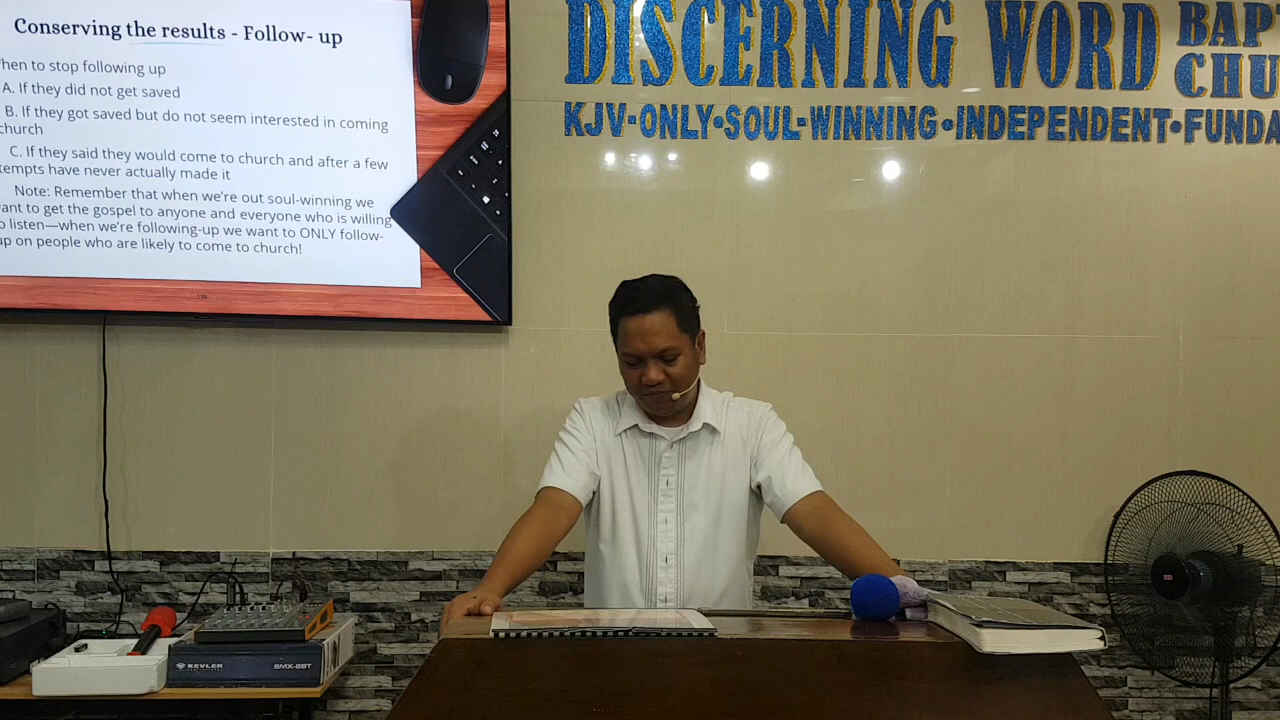 Conserving the results - Follow- up
hen to stop following up
A. If they did not get saved
B. If they got saved but do not seem interested in coming
church
C. If they said they would come to church and after a few
tempts have never actually made it
Note: Remember that when we're out soul-winning we
ant to get the gospel to anyone and everyone who is willing
o listen—when we're following-up we want to ONLY follow-
up on people who are likely to come to church!
119
DISCERNING WORD BAP
CHU
KJV•ONLY•SOUL-WINNING•INDEPENDENT•FUNDA
KEVLER
SMX-8BT